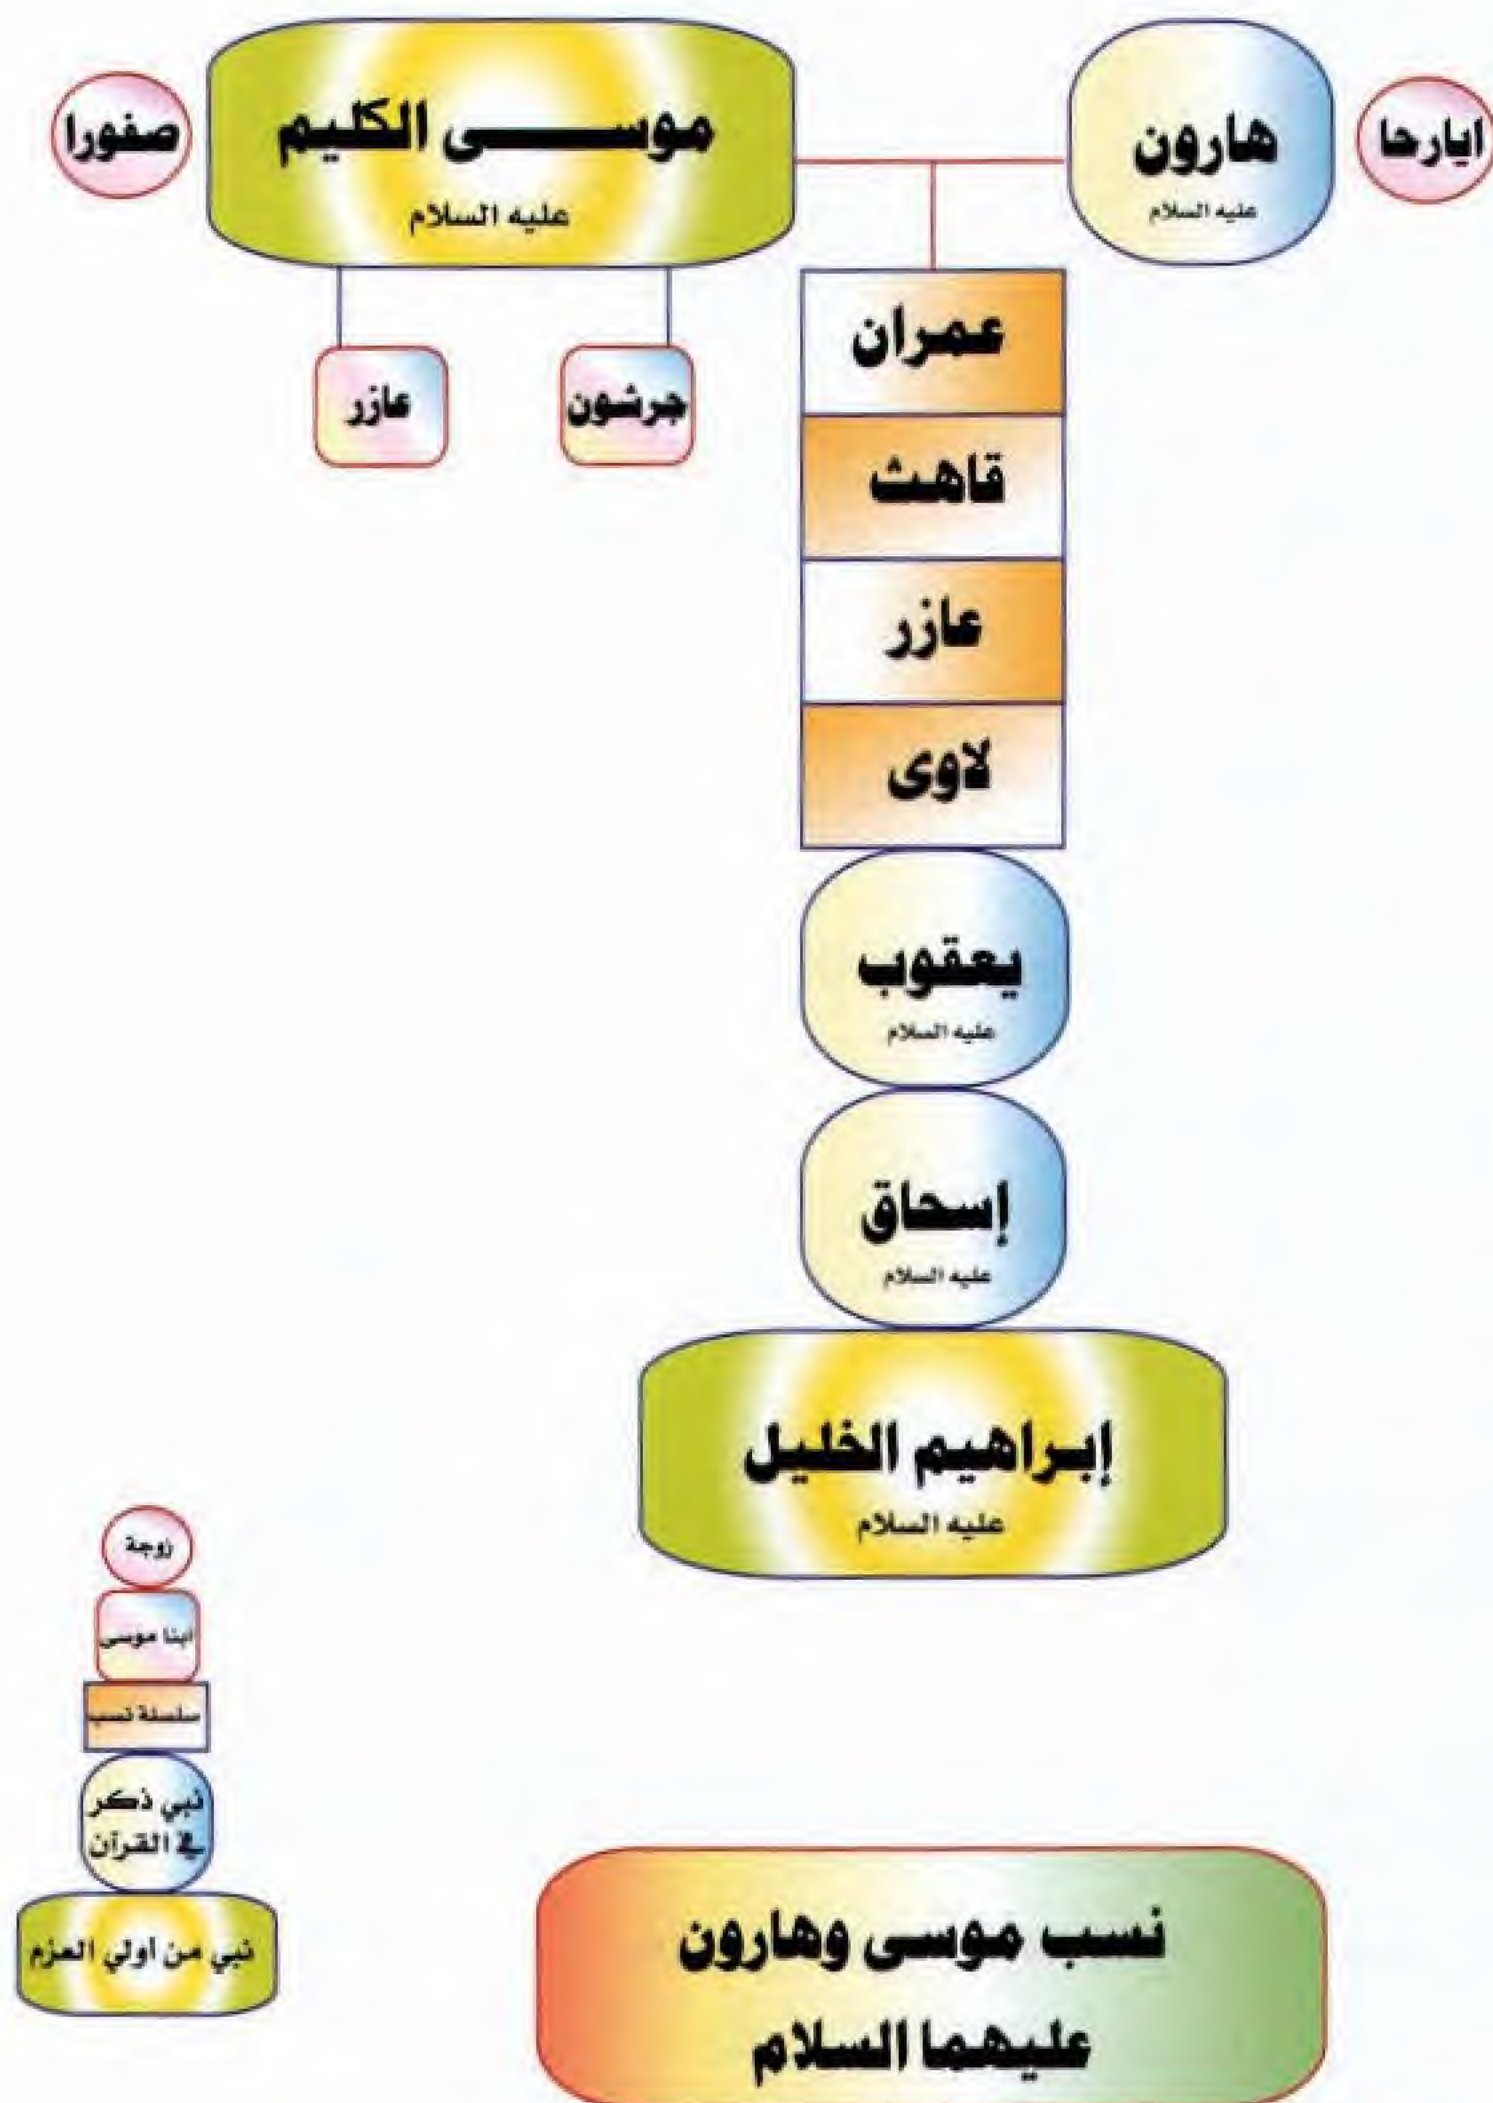 ايارحا
هارون
عليه السلام
موسى الكليم
عليه السلام
صفورا
جرشون
عازر
عمران
قاهث
عازر
لاوى
يعقوب
عليه السلام
إسحاق
عليه السلام
إبراهيم الخليل
عليه السلام
زوجة
ابنا موسى
سلسلة نسب
نبي ذكر
في القرآن
نبي من أولي العزم
نسب موسى وهارون
عليهما السلام